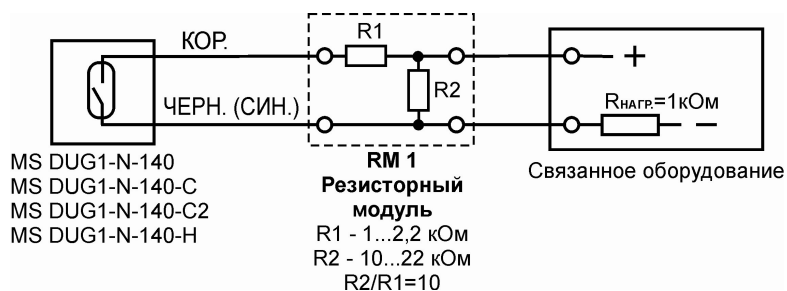 КОР.
ЧЕРН. (СИН.)
MS DUG1-N-140
MS DUG1-N-140-C
MS DUG1-N-140-C2
MS DUG1-N-140-H
R1
R2
RM 1
Резисторный
модуль
R1 - 1...2,2 кОм
R2 - 10...22 кОм
R2/R1=10
+
RНАГР.=1кОм
−
Связанное оборудование